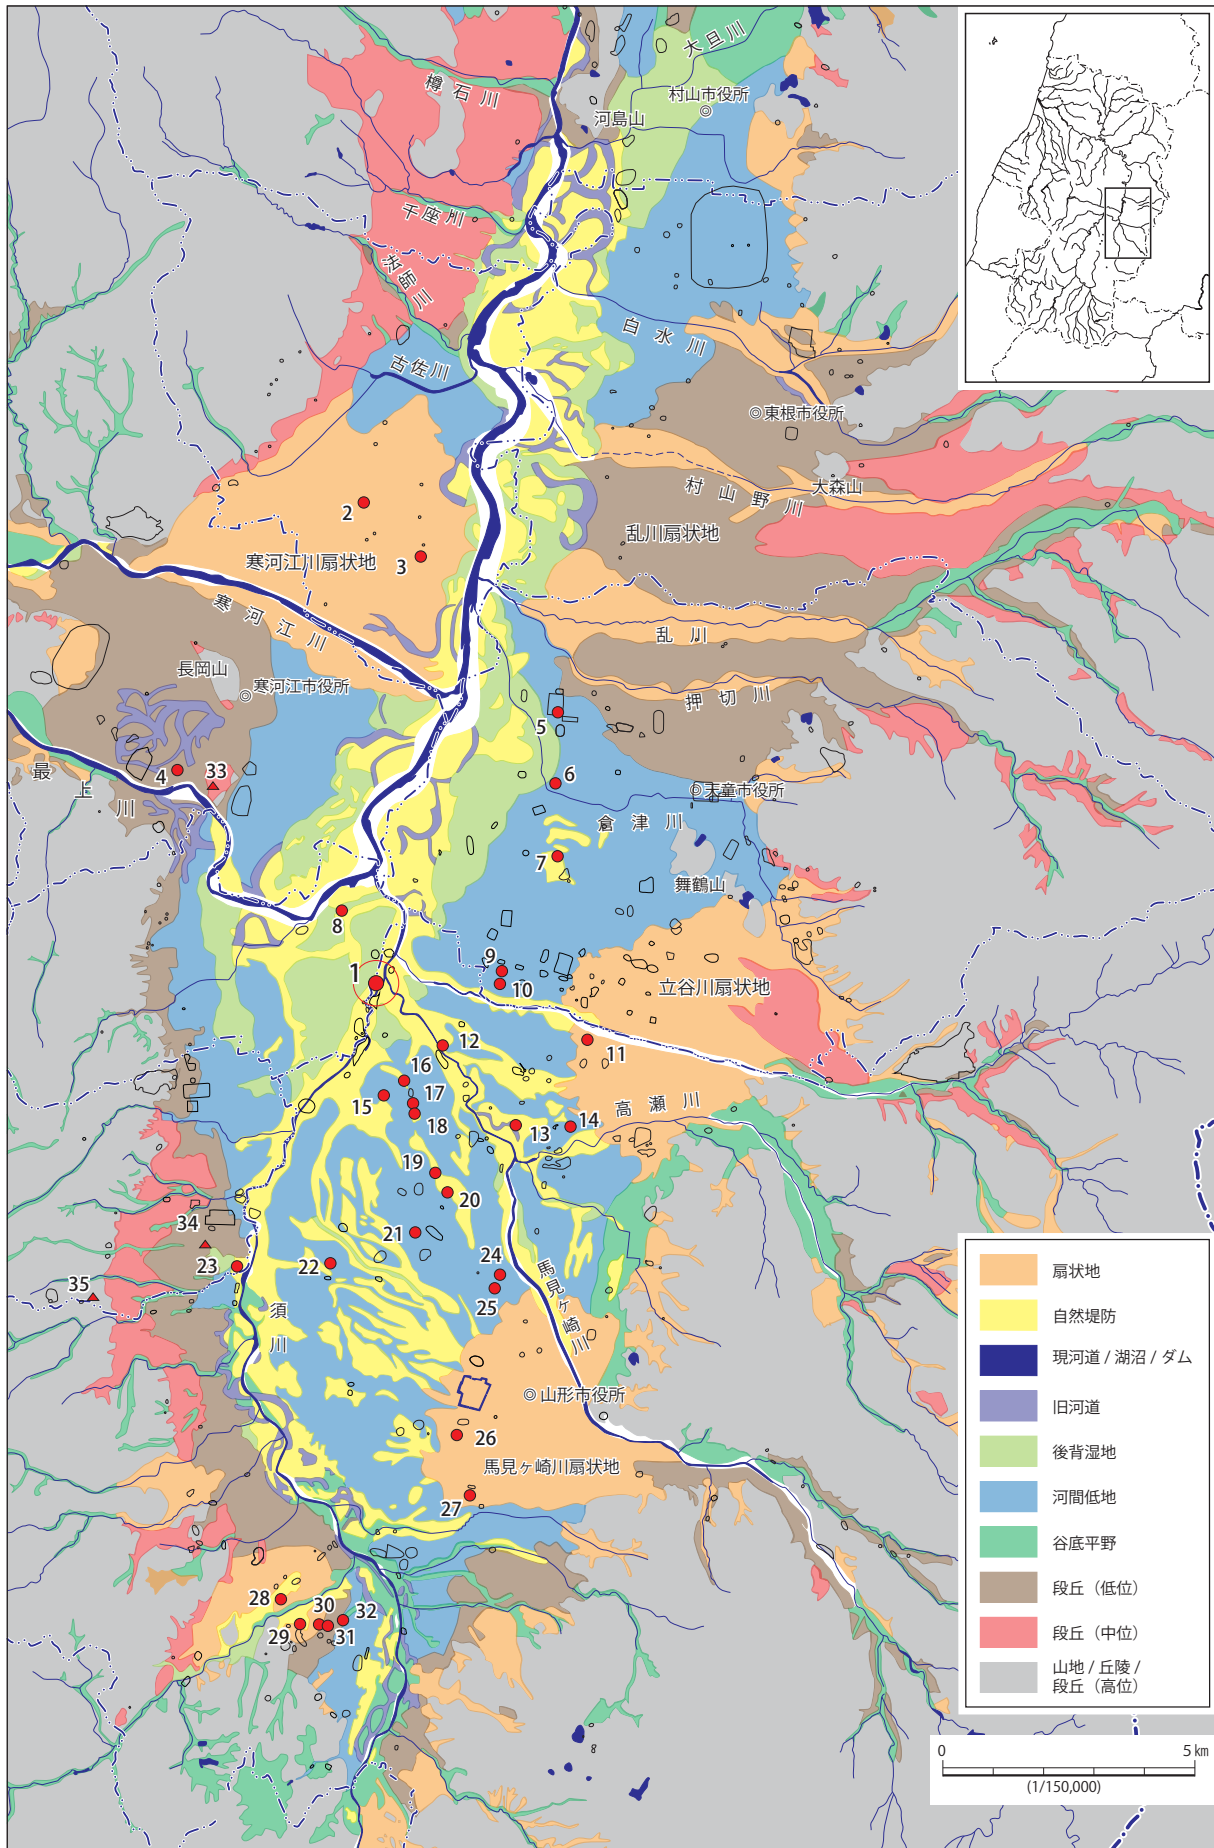 大旦川
樽石川
村山市役所
河島山
千座川
法師川
白水川
古佐川
東根市役所
大森山
村山野川
2
乱川扇状地
3
寒河江川扇状地
寒河江川
乱川
長岡山
寒河江市役所
押切川
5
最上川
4
33
6
天童市役所
倉津川
7
舞鶴山
8
9
1
10
立谷川扇状地
12
11
16
17
15
高瀬川
18
13
14
19
20
34
21
23
22
24
35
25
馬見ヶ崎川
須川
山形市役所
26
馬見ヶ崎川扇状地
27
28
30
32
29
31
扇状地
自然堤防
現河道 / 湖沼 / ダム
旧河道
後背湿地
河間低地
谷底平野
段丘（低位）
段丘（中位）
山地 / 丘陵 /
段丘（高位）
0
5 km
(1/150,000)